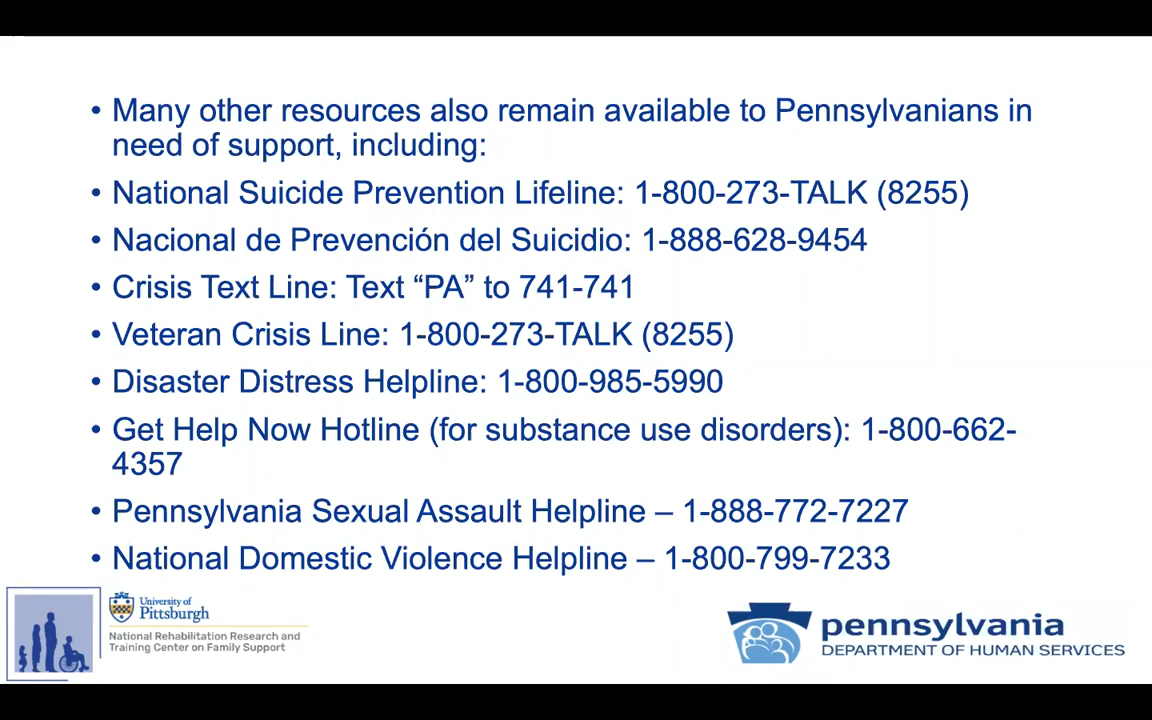 • Many other resources also remain available to Pennsylvanians in
need of support, including:
• National Suicide Prevention Lifeline: 1-800-273-TALK (8255)
• Nacional de Prevención del Suicidio: 1-888-628-9454
• Crisis Text Line: Text “PA” to 741-741
• Veteran Crisis Line: 1-800-273-TALK (8255)
• Disaster Distress Helpline: 1-800-985-5990
• Get Help Now Hotline (for substance use disorders): 1-800-662-
4357
• Pennsylvania Sexual Assault Helpline – 1-888-772-7227
• National Domestic Violence Helpline – 1-800-799-7233
University of
Pittsburgh
National Rehabilitation Research and
Training Center on Family Support
pennsylvania
DEPARTMENT OF HUMAN SERVICES